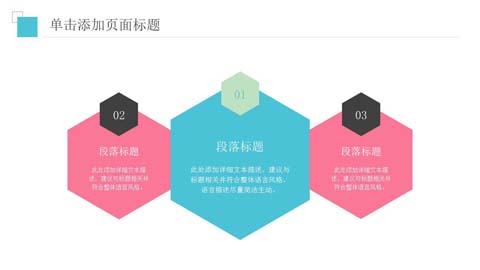 单击添加页面标题
01
段落标题
此处添加详细文本描述，建议与
标题相关并符合整体语言风格，
语言描述尽量简洁生动。
02
段落标题
此处添加详细文本描
述，建议与标题相关并
符合整体语言风格。
03
段落标题
此处添加详细文本描
述，建议与标题相关并
符合整体语言风格。